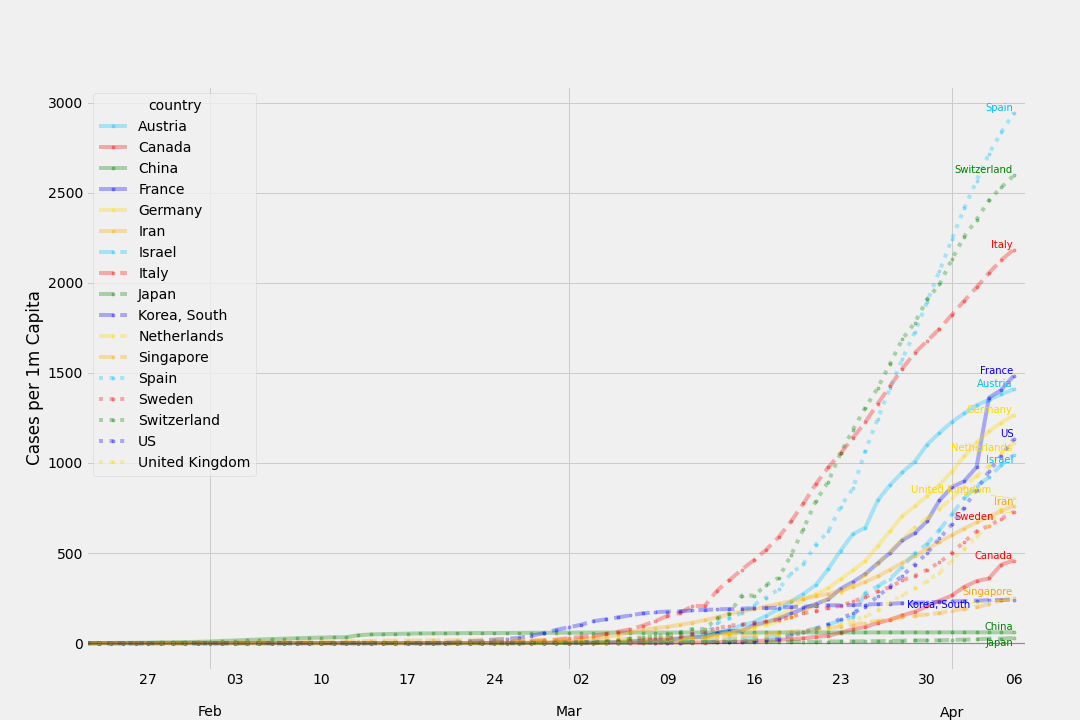 3000
2500
2000
1500
1000
500
0
Cases per 1m Capita
country
Austria
Canada
China
France
Germany
Iran
Israel
Italy
Japan
Korea, South
Netherlands
Singapore
Spain
Sweden
Switzerland
US
United Kingdom
Spain
Switzerland
Italy
France
Austria
Germany
US
Netherlands
Israel
United Kingdom
Iran
Sweden
Canada
Singapore
Korea, South
China
Japan
27 03 10 17 24 02 09 16 23 30 06
Feb Mar Apr